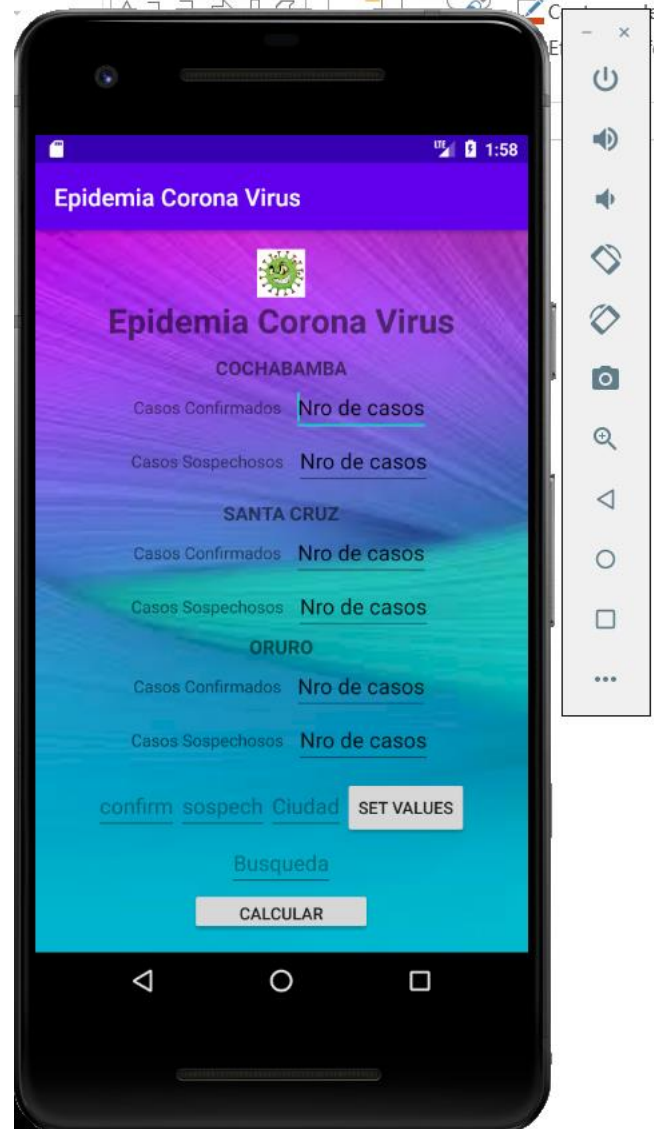 LTE 1:58
Epidemia Corona Virus
Epidemia Corona Virus
COCHABAMBA
Casos Confirmados Nro de casos
Casos Sospechosos Nro de casos
SANTA CRUZ
Casos Confirmados Nro de casos
Casos Sospechosos Nro de casos
ORURO
Casos Confirmados Nro de casos
Casos Sospechosos Nro de casos
confirm sospech Ciudad SET VALUES
Busqueda
CALCULAR